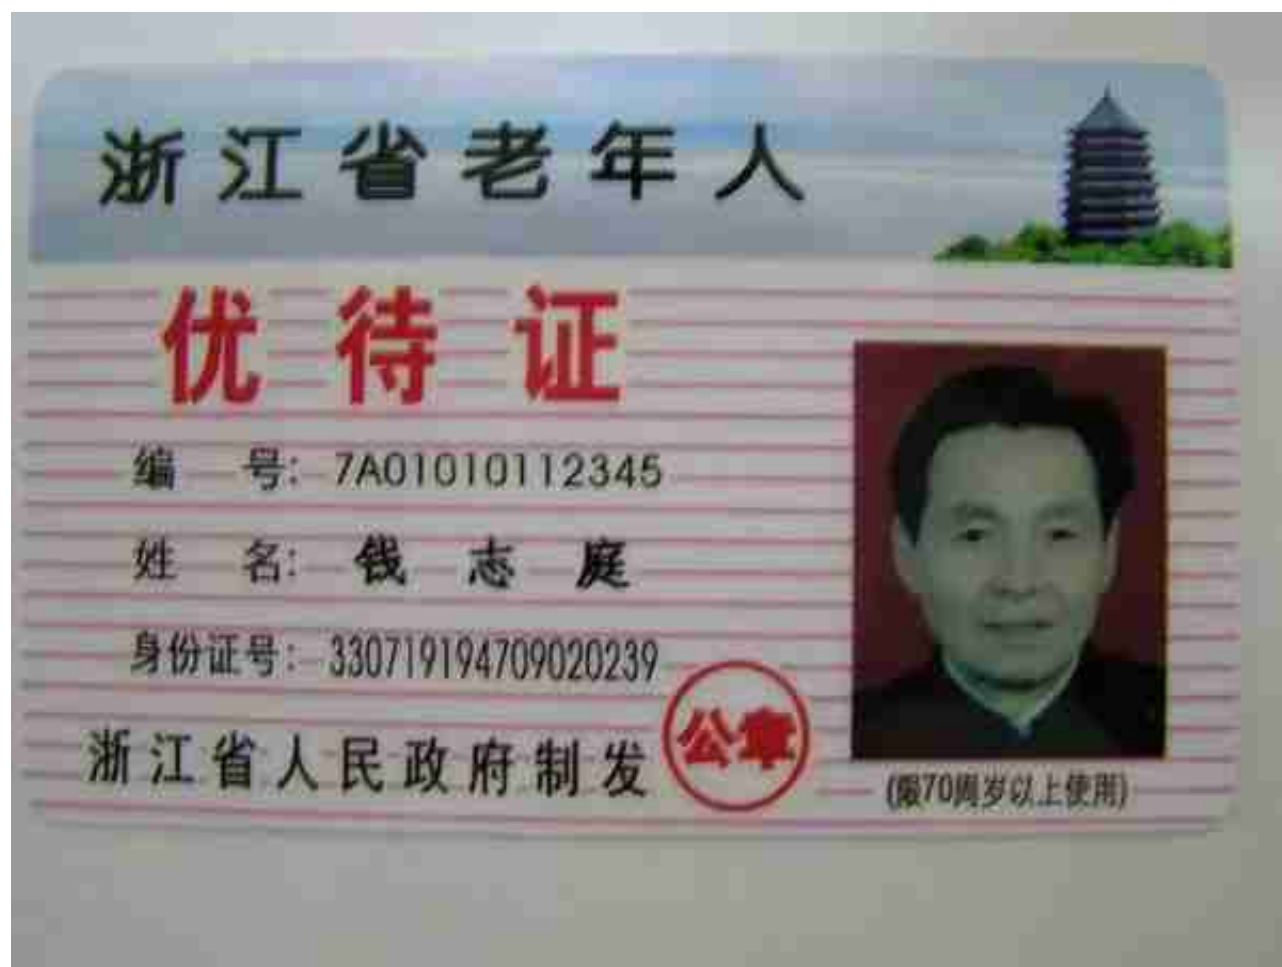 浙江省老年人
优待证
编 号: 7A01010112345
姓 名: 钱志庭
身份证号: 330719194709020239
浙江省人民政府制发
公章
(限70周岁以上使用)